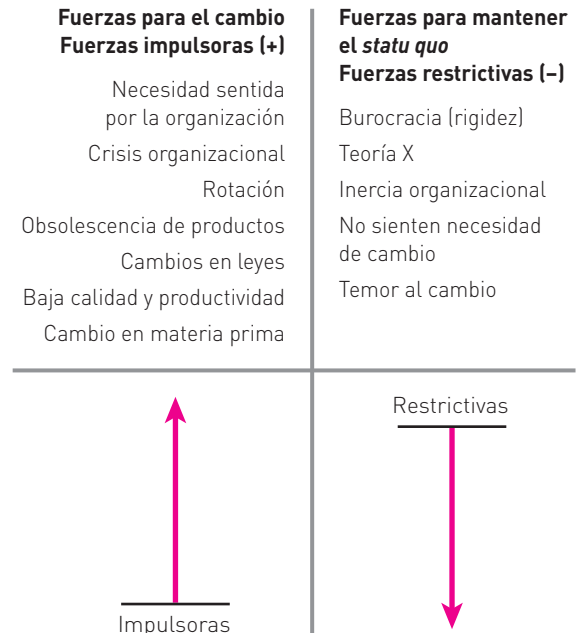 Fuerzas para el cambio
Fuerzas impulsoras (+)
Necesidad sentida
por la organización
Crisis organizacional
Rotación
Obsolescencia de productos
Cambios en leyes
Baja calidad y productividad
Cambio en materia prima
Fuerzas para mantener
el statu quo
Fuerzas restrictivas (–)
Burocracia (rigidez)
Teoría X
Inercia organizacional
No sienten necesidad
de cambio
Temor al cambio
Impulsoras
Restrictivas